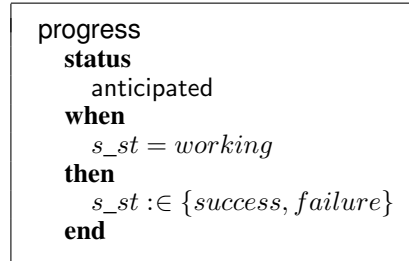 progress
status
anticipated
when
s_st = working
then
s_st :∈ {success, failure}
end